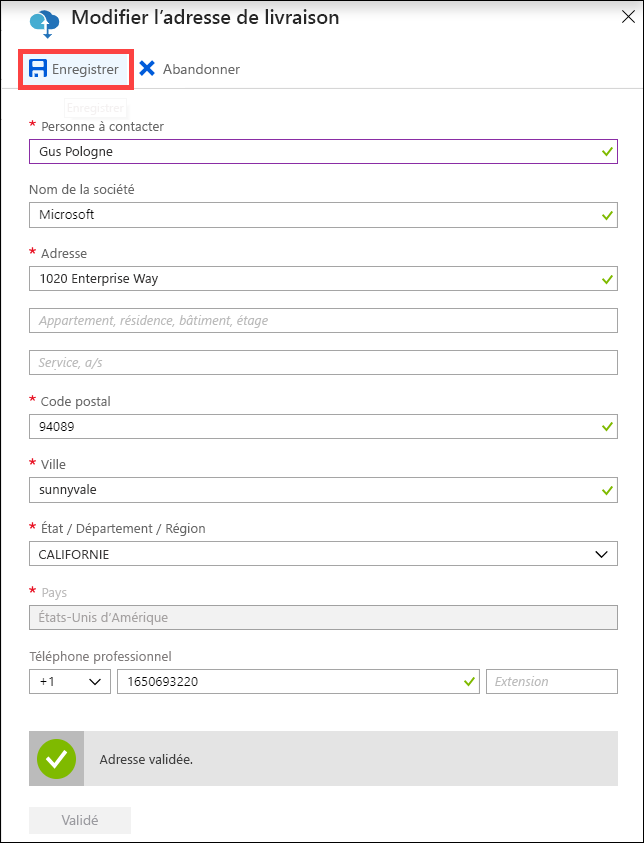 Modifier l'adresse de livraison
Enregistrer Abandonner
Enregistrer
* Personne à contacter
Gus Pologne
Nom de la société
Microsoft
* Adresse
1020 Enterprise Way
Appartement, résidence, bâtiment, étage
Service, a/s
* Code postal
94089
* Ville
sunnyvale
* État / Département / Région
CALIFORNIE
* Pays
États-Unis d'Amérique
Téléphone professionnel
+1 1650693220 Extension
Adresse validée.
Validé